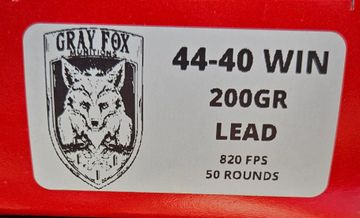 GRAY FOX
MUNITIONS
44-40 WIN
200GR
LEAD
820 FPS
50 ROUNDS